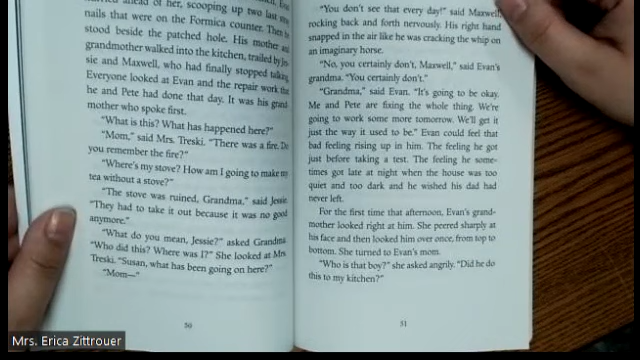 ahead of her, scooping up two last
nails that were on the Formica counter. Then
stood beside the patched hole. His mother and
grandmother walked into the kitchen, trailed by Jes-
sie and Maxwell, who had finally stopped talking.
Everyone looked at Evan and the repair work that
he and Pete had done that day. It was his grand-
mother who spoke first.
"What is this? What has happened here?"
"Mom," said Mrs. Treski. "There was a fire. Do
you remember the fire?"
"Where's my stove? How am I going to make my
tea without a stove?"
"The stove was ruined, Grandma," said Jessie.
"They had to take it out because it was no good
anymore."
"What do you mean, Jessie?" asked Grandma.
"Who did this? Where was I?" She looked at Mrs.
Treski. "Susan, what has been going on here?"
"Mom—"
50
"You don't see that every day!" said Maxwell,
rocking back and forth nervously. His right hand
snapped in the air like he was cracking the whip on
an imaginary horse.
"No, you certainly don't, Maxwell," said Evan's
grandma. "You certainly don't."
"Grandma," said Evan. "It's going to be okay.
Me and Pete are fixing the whole thing. We're
going to work some more tomorrow. We'll get it
just the way it used to be." Evan could feel that
bad feeling rising up in him. The feeling he got
just before taking a test. The feeling he some-
times got late at night when the house was too
quiet and too dark and he wished his dad had
never left.
For the first time that afternoon, Evan's grand-
mother looked right at him. She peered sharply at
his face and then looked him over once, from top to
bottom. She turned to Evan's mom.
"Who is that boy?" she asked angrily. "Did he do
this to my kitchen?"
51
Mrs. Erica Zittrouer